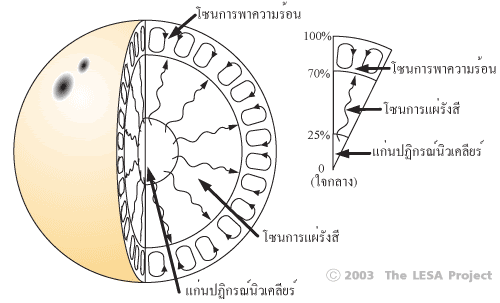 โซนการพาความร้อน
100%
โซนการพาความร้อน
70%
โซนการแผ่รังสี
25%
แก่นปฏิกรณ์นิวเคลียร์
0
(ใจกลาง)
โซนการแผ่รังสี
แก่นปฏิกรณ์นิวเคลียร์
© 2003 The LESA Project